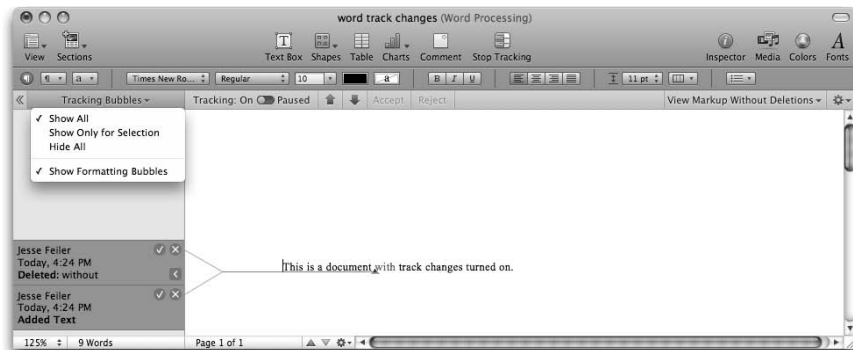 word track changes (Word Processing)
View Sections Text Box Shapes Table Charts Comment Stop Tracking Inspector Media Colors Fonts
¶ a Times New Ro... Regular 10 a B I U 11 pt
Tracking Bubbles Tracking: On Paused Accept Reject View Markup Without Deletions
✓ Show All
Show Only for Selection
Hide All
✓ Show Formatting Bubbles
Jesse Feiler
Today, 4:24 PM
Deleted: without
Jesse Feiler
Today, 4:24 PM
Added Text
This is a document with track changes turned on.
125% 9 Words Page 1 of 1